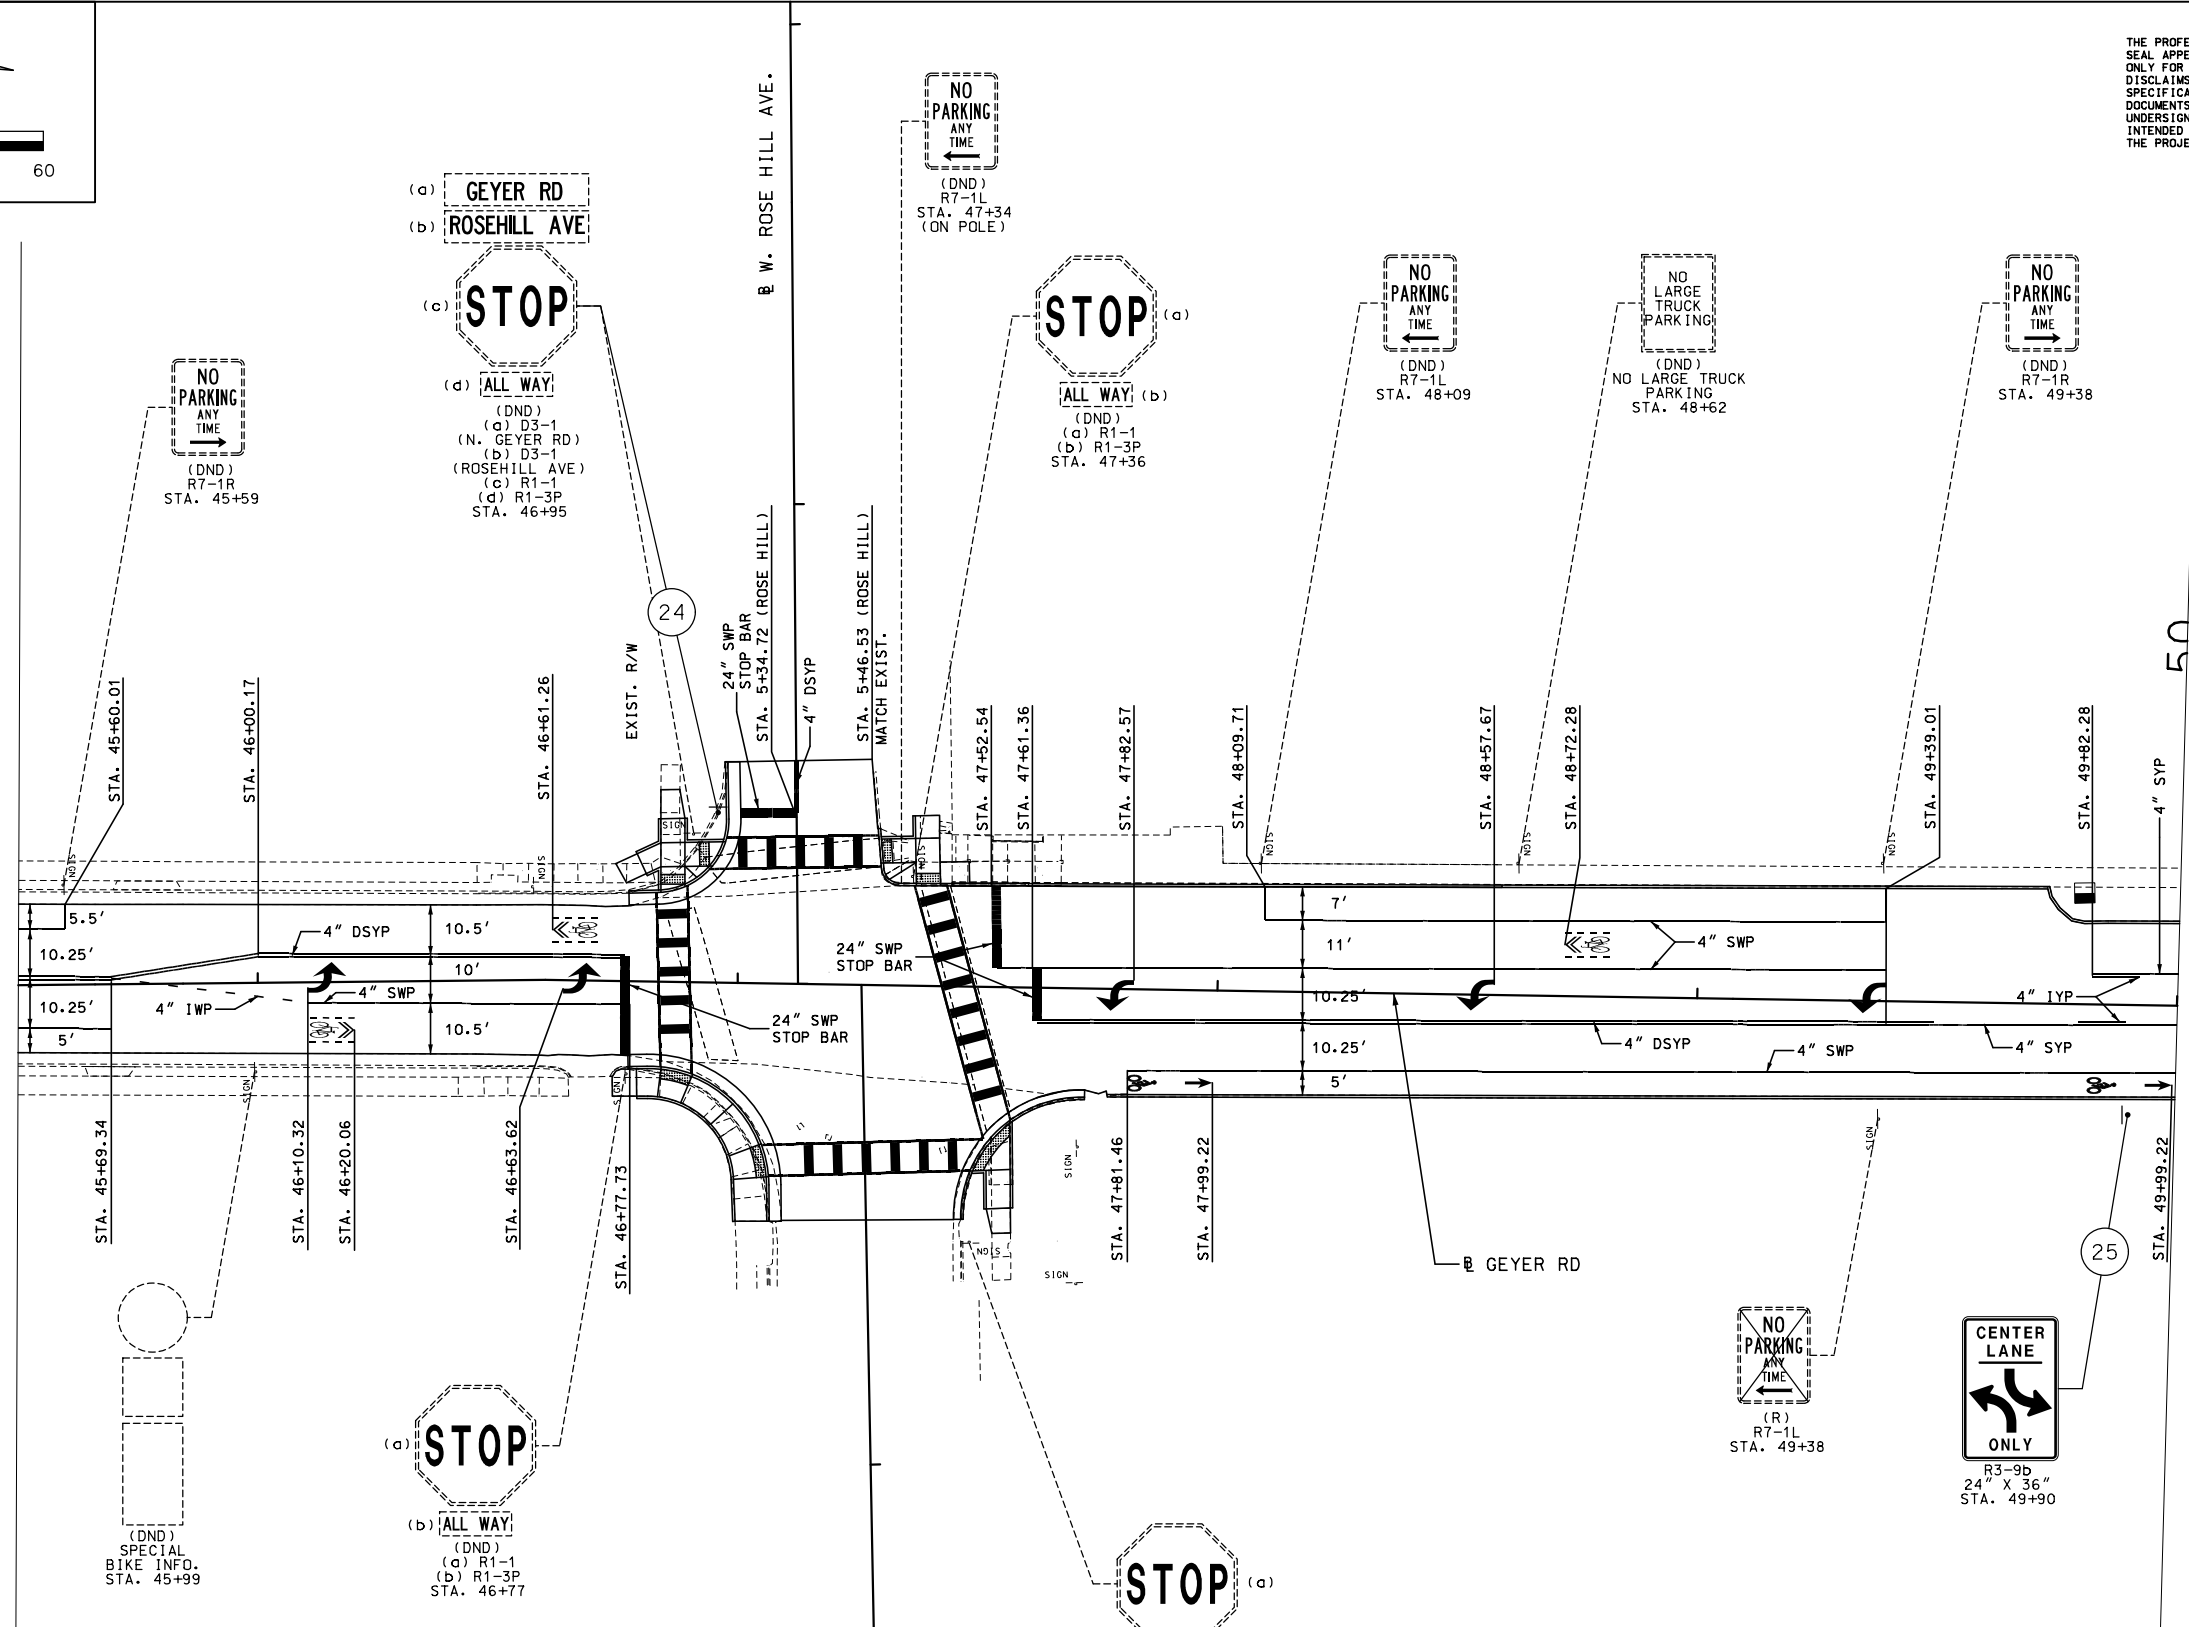 THE PROFE
SEAL APPE
ONLY FOR
DISCLAIMS
SPECIFICA
DOCUMENTS
UNDERSIGN
INTENDED
THE PROJE
60
(a) GEYER RD
(b) ROSEHILL AVE
(c) STOP
(d) ALL WAY
(DND)
(a) D3-1
(N. GEYER RD)
(b) D3-1
(ROSEHILL AVE)
(c) R1-1
(d) R1-3P
STA. 46+95
NO
PARKING
ANY
TIME
(DND)
R7-1R
STA. 45+59
℄ W. ROSE HILL AVE.
NO
PARKING
ANY
TIME
(DND)
R7-1L
STA. 47+34
(ON POLE)
STOP (a)
ALL WAY (b)
(DND)
(a) R1-1
(b) R1-3P
STA. 47+36
NO
PARKING
ANY
TIME
(DND)
R7-1L
STA. 48+09
NO
LARGE
TRUCK
PARKING
(DND)
NO LARGE TRUCK
PARKING
STA. 48+62
NO
PARKING
ANY
TIME
(DND)
R7-1R
STA. 49+38
24
50
STA. 45+60.01
STA. 46+00.17
STA. 46+61.26
EXIST. R/W
24" SWP
STOP BAR
STA. 5+34.72 (ROSE HILL)
4" DSYP
STA. 5+46.53 (ROSE HILL)
MATCH EXIST.
STA. 47+52.54
STA. 47+61.36
STA. 47+82.57
STA. 48+09.71
STA. 48+57.67
STA. 48+72.28
STA. 49+39.01
STA. 49+82.28
4" SYP
SIGN
SIGN
SIGN
SIGN
SIGN
SIGN
SIGN
5.5'
10.25'
10.25'
5'
4" DSYP
10.5'
10'
10.5'
4" IWP
4" SWP
24" SWP
STOP BAR
24" SWP
STOP BAR
7'
11'
10.25'
10.25'
5'
4" SWP
4" IYP
4" DSYP
4" SWP
4" SYP
SIGN
SIGN
SIGN
SIGN
SIGN
SIGN
STA. 45+69.34
STA. 46+10.32
STA. 46+20.06
STA. 46+63.62
STA. 46+77.73
STA. 47+81.46
STA. 47+99.22
STA. 49+99.22
℄ GEYER RD
25
(DND)
SPECIAL
BIKE INFO.
STA. 45+99
(a) STOP
(b) ALL WAY
(DND)
(a) R1-1
(b) R1-3P
STA. 46+77
STOP (a)
NO
PARKING
ANY
TIME
(R)
R7-1L
STA. 49+38
CENTER
LANE
ONLY
R3-9b
24" X 36"
STA. 49+90